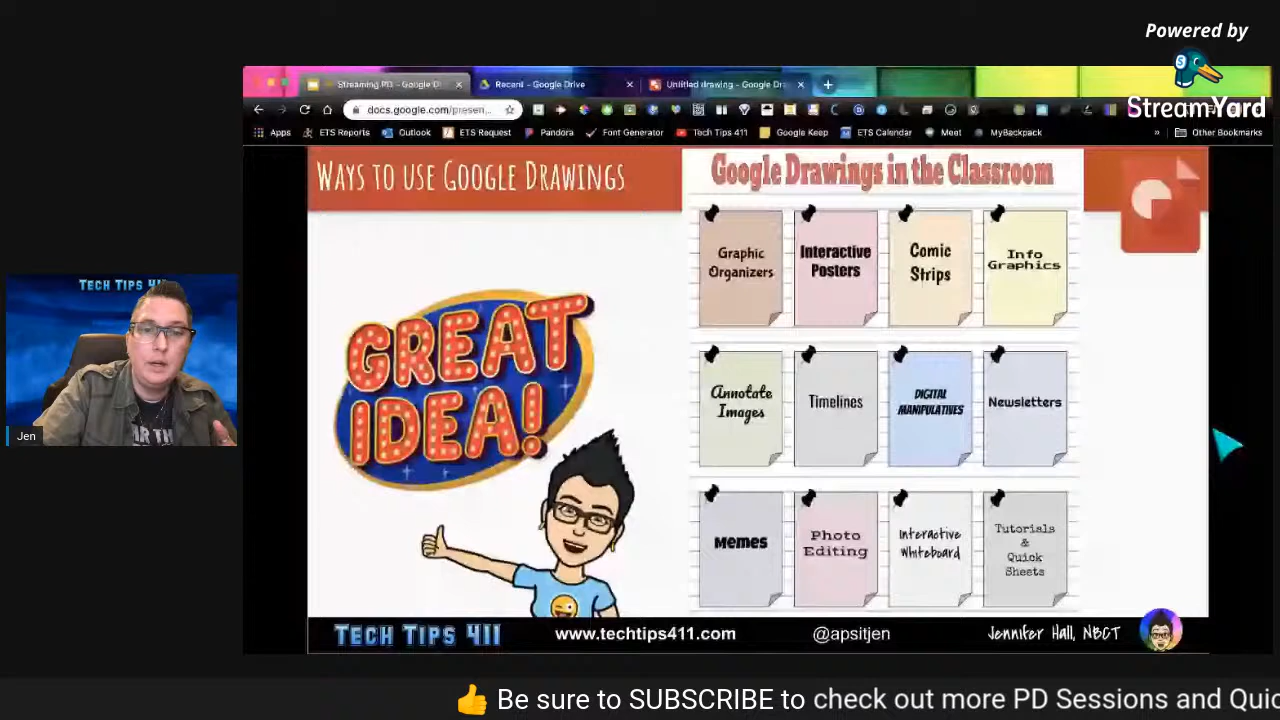 Powered by
StreamYard
Streaming PD - Google D
Recent - Google Drive
Untitled drawing - Google Dr
docs.google.com/presen...
Apps
ETS Reports
Outlook
ETS Request
Pandora
Font Generator
Tech Tips 411
Google Keep
ETS Calendar
Meet
MyBackpack
»
Other Bookmarks
Ways to use Google Drawings
Google Drawings in the Classroom
Graphic
Organizers
Interactive
Posters
Comic
Strips
Info
Graphics
GREAT
IDEA!
Annotate
Images
Timelines
DIGITAL
MANIPULATIVES
Newsletters
Memes
Photo
Editing
Interactive
Whiteboard
Tutorials
&
Quick
Sheets
TECH TIPS 411
Jen
TECH TIPS 411
www.techtips411.com
@apsitjen
Jennifer Hall, NBCT
👍 Be sure to SUBSCRIBE to check out more PD Sessions and Quic